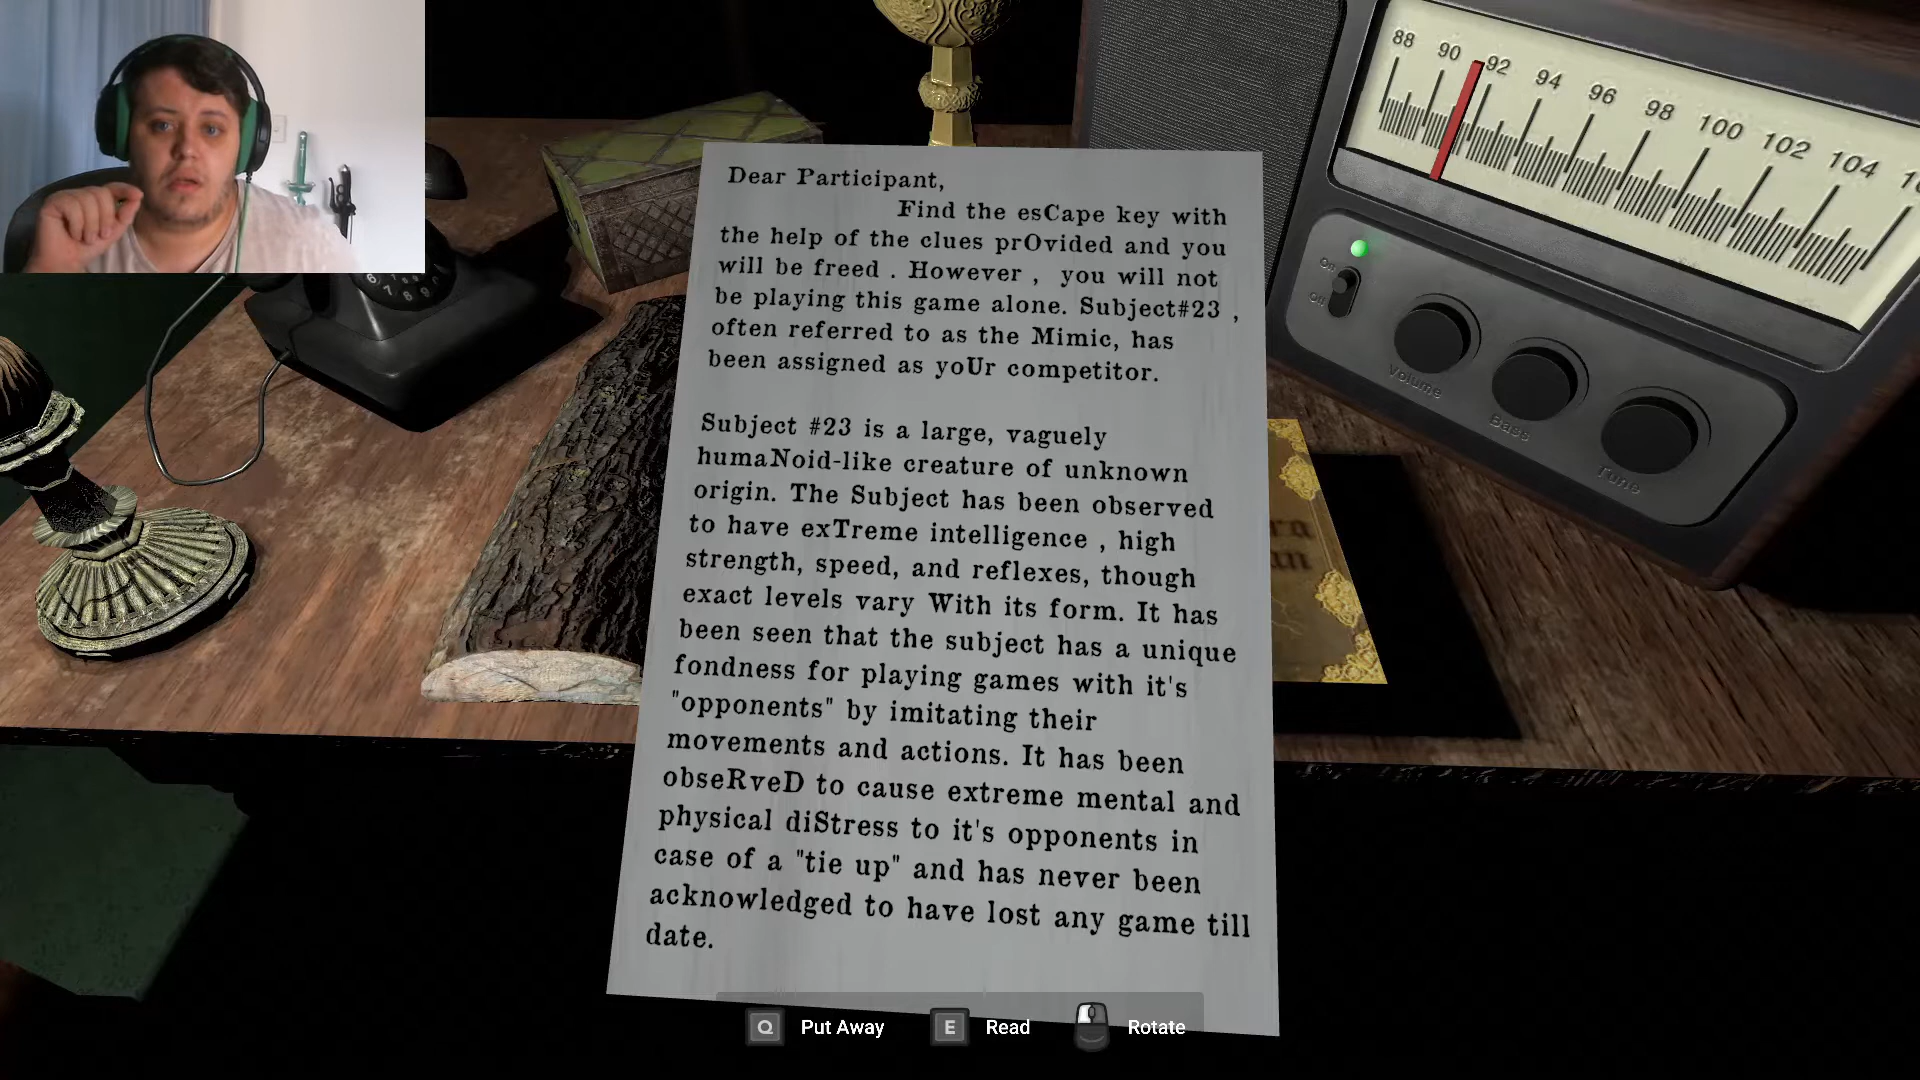 88 90 92 94 96 98 100 102 104
On
Off
Volume
Bass
Tune
6 7 8 9
Dear Participant,
Find the esCape key with
the help of the clues prOvided and you
will be freed . However , you will not
be playing this game alone. Subject#23 ,
often referred to as the Mimic, has
been assigned as yoUr competitor.
Subject #23 is a large, vaguely
humaNoid-like creature of unknown
origin. The Subject has been observed
to have exTreme intelligence , high
strength, speed, and reflexes, though
exact levels vary With its form. It has
been seen that the subject has a unique
fondness for playing games with it's
"opponents" by imitating their
movements and actions. It has been
obseRveD to cause extreme mental and
physical diStress to it's opponents in
case of a "tie up" and has never been
acknowledged to have lost any game till
date.
Q Put Away E Read Rotate